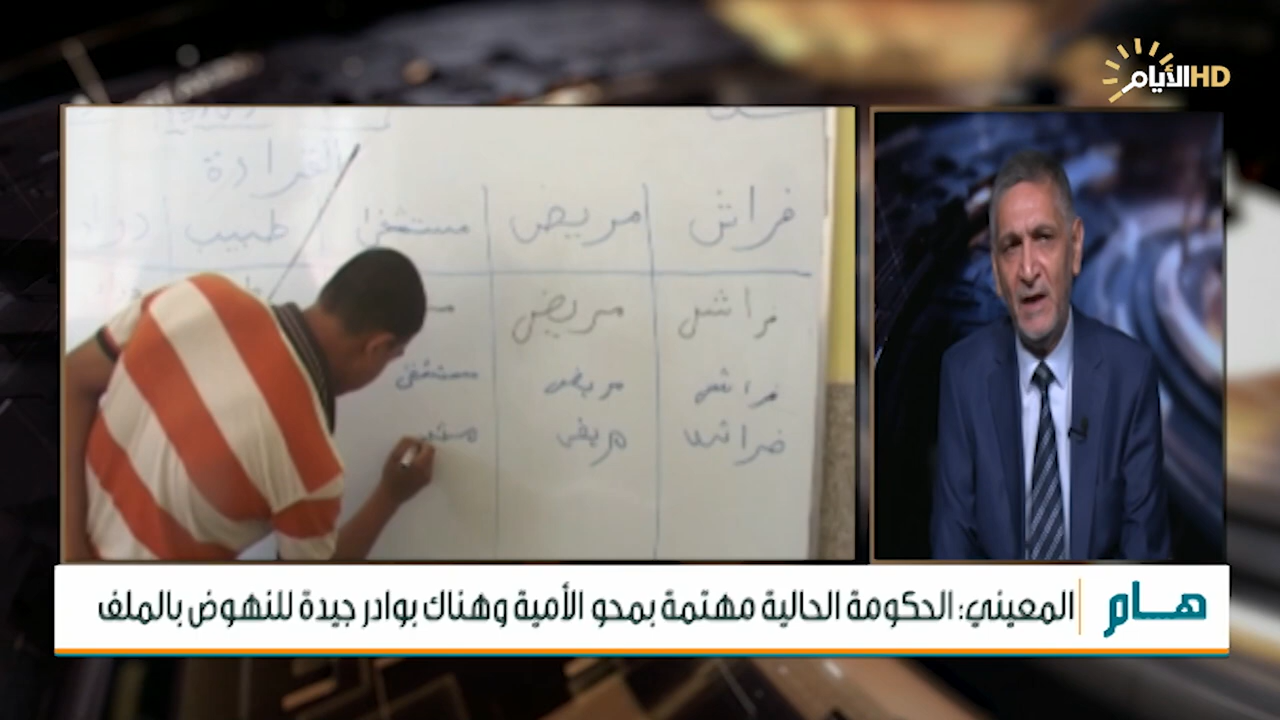 الأيام HD
القراءة
فراش مريض مستشفى طبيب
فراش مريض
فراش مريض مستشفى
فراش مريض
هام
المعيني: الحكومة الحالية مهتمة بمحو الأمية وهناك بوادر جيدة للنهوض بالملف